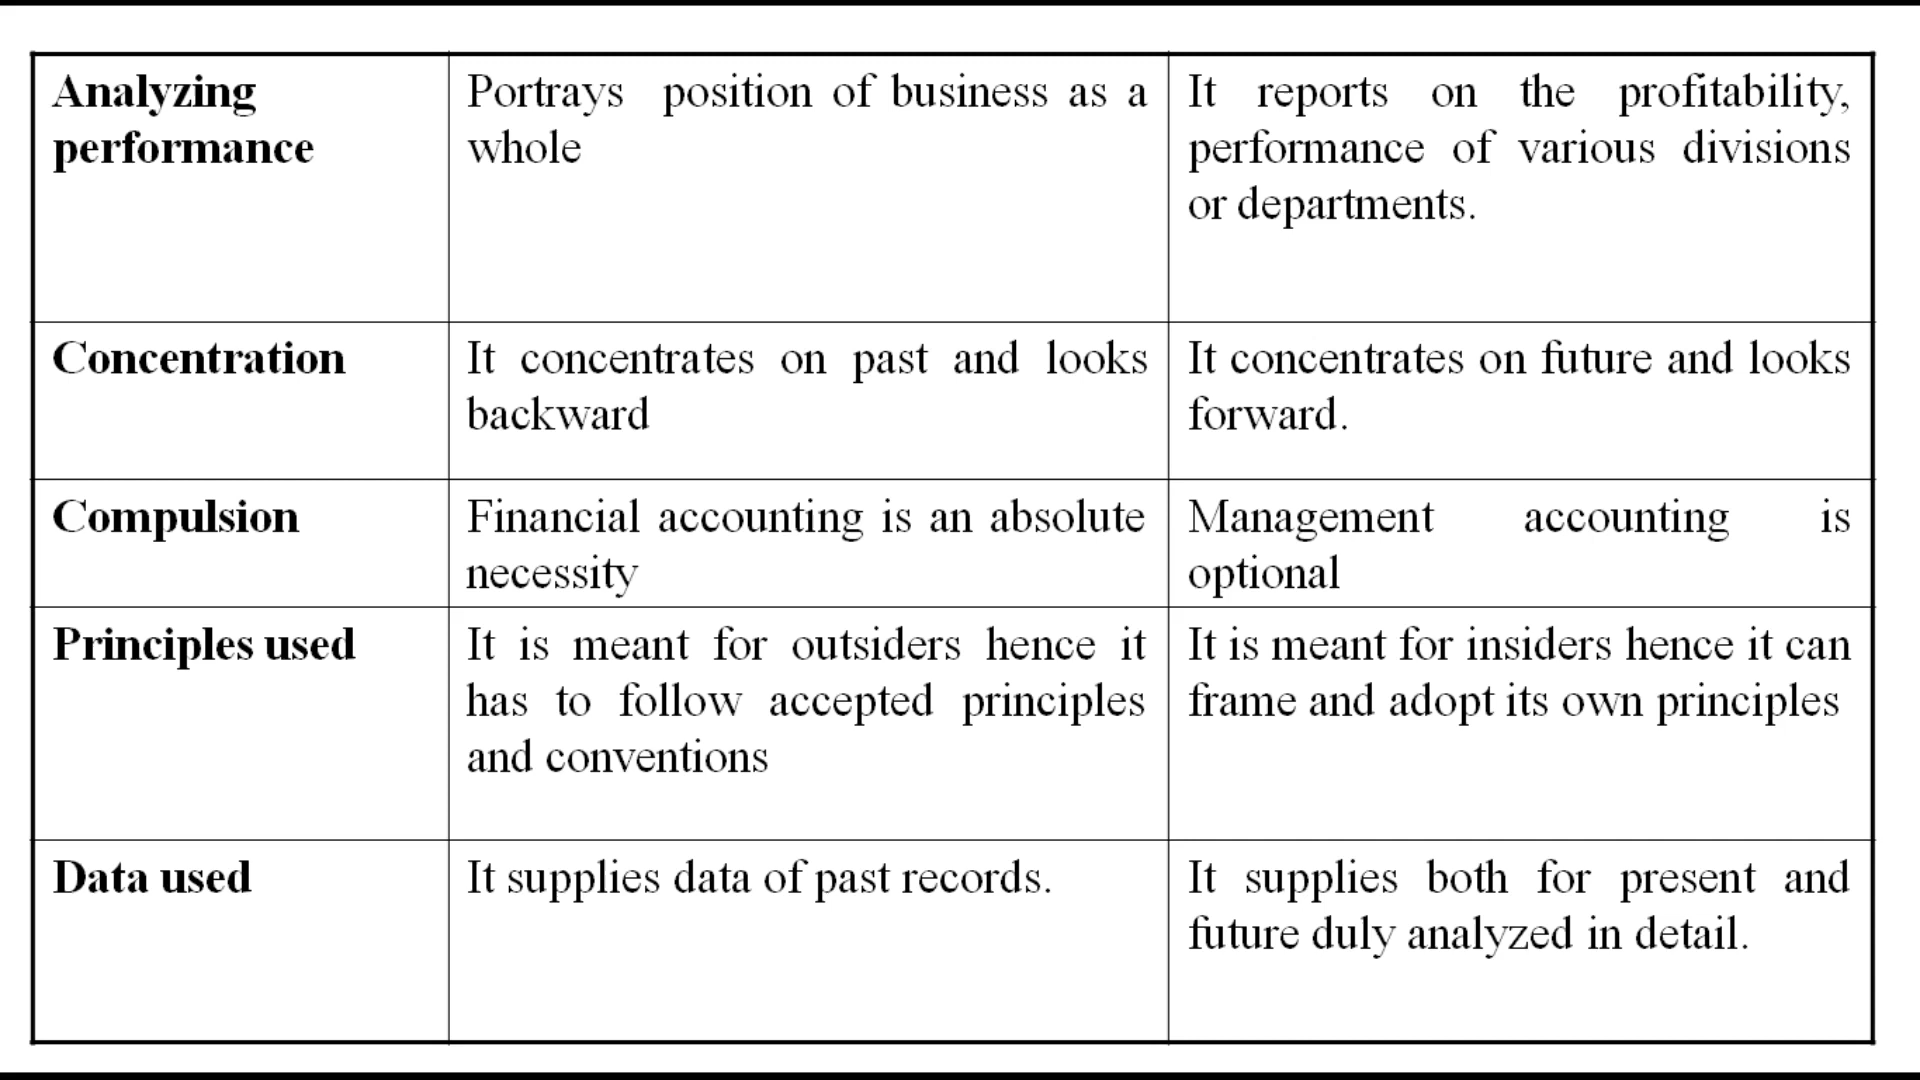 Analyzing
performance
Portrays position of business as a
whole
It reports on the profitability,
performance of various divisions
or departments.
Concentration
It concentrates on past and looks
backward
It concentrates on future and looks
forward.
Compulsion
Financial accounting is an absolute
necessity
Management accounting is
optional
Principles used
It is meant for outsiders hence it
has to follow accepted principles
and conventions
It is meant for insiders hence it can
frame and adopt its own principles
Data used
It supplies data of past records.
It supplies both for present and
future duly analyzed in detail.